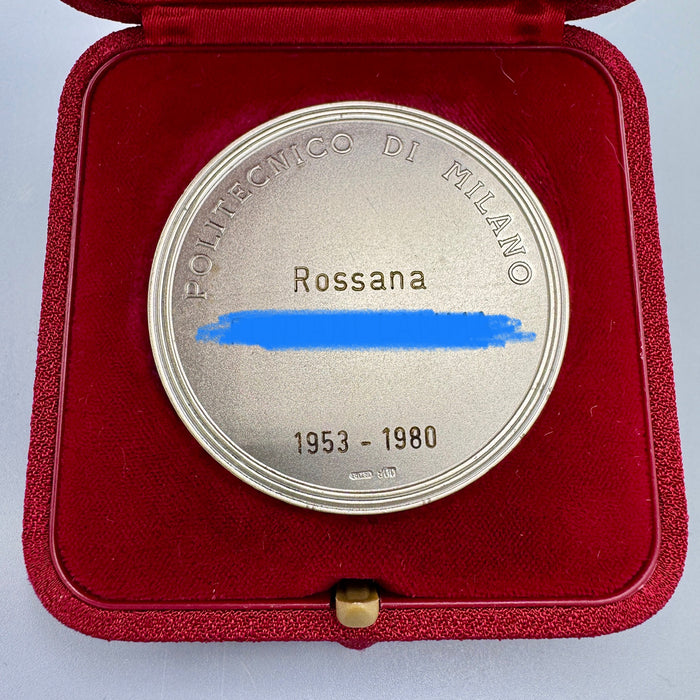 POLITECNICO DI MILANO
Rossana
1953 - 1980